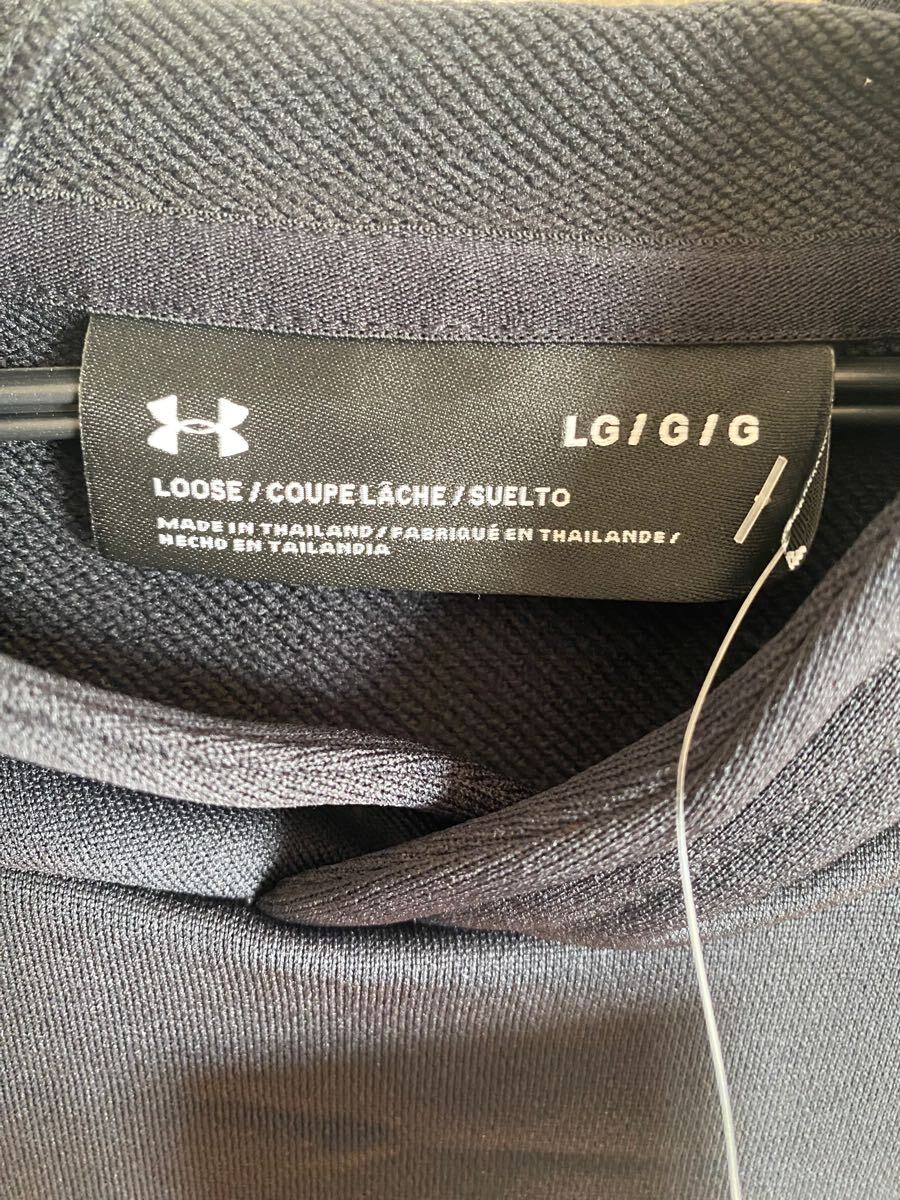 LG / G / G
LOOSE / COUPE LÂCHE / SUELTO
MADE IN THAILAND / FABRIQUÉ EN THAILANDE /
HECHO EN TAILANDIA